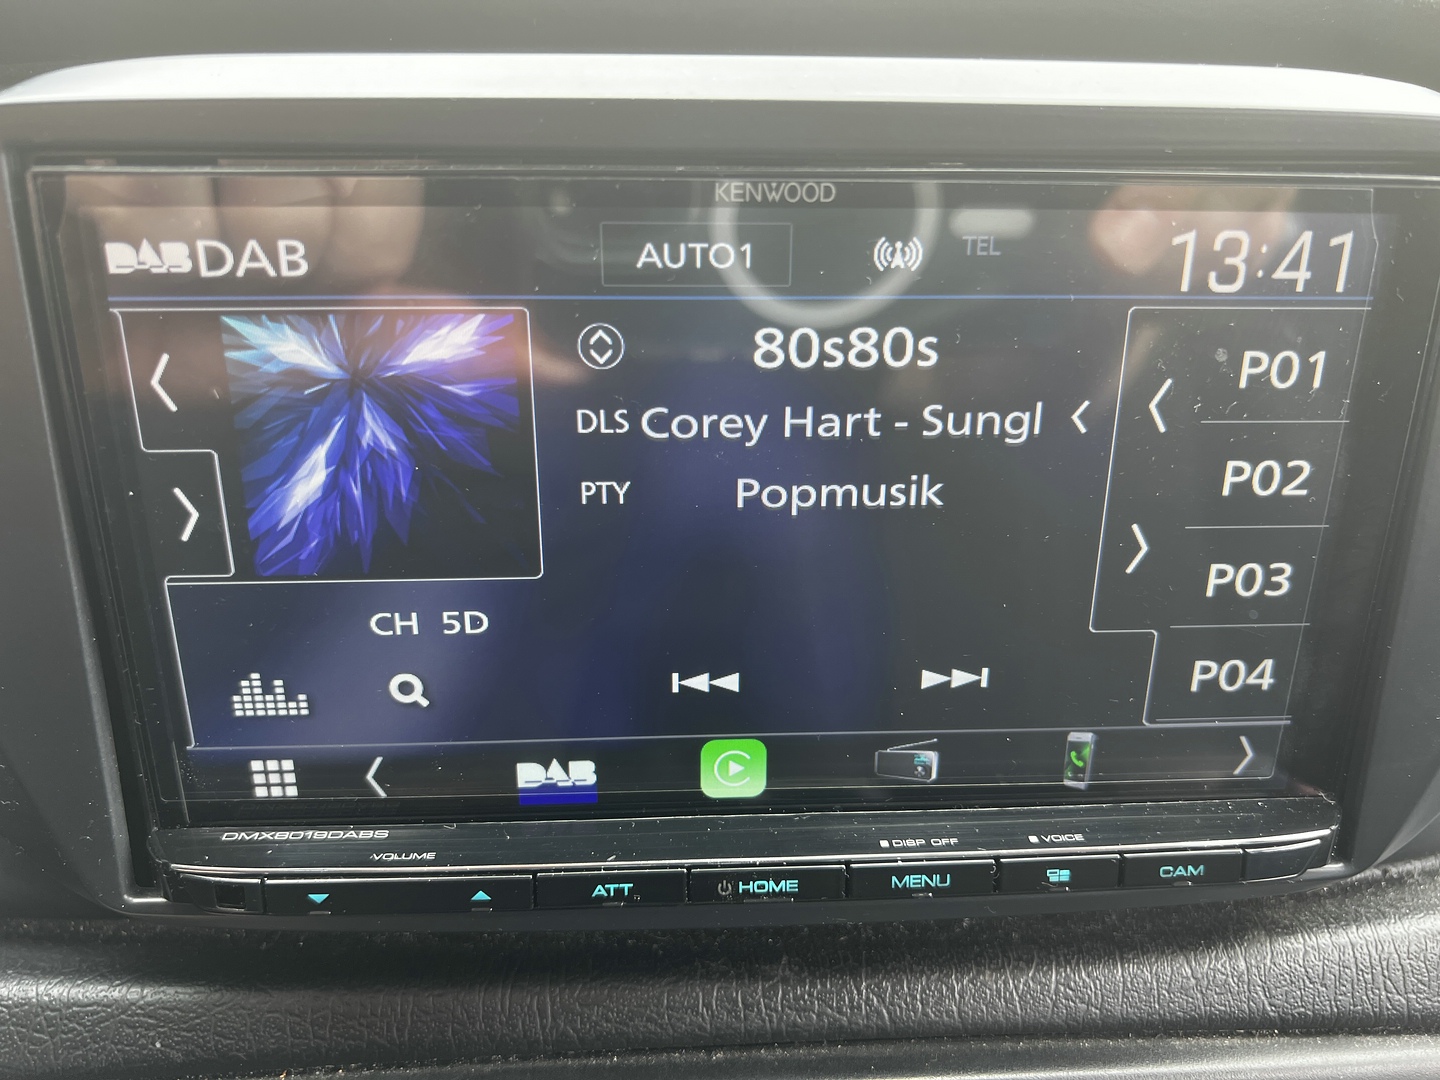 KENWOOD
DAB DAB
AUTO1
TEL
13:41
80s80s
DLS Corey Hart - Sungl
PTY Popmusik
CH 5D
P01
P02
P03
P04
DAB
DMX8019DABS
VOLUME
DISP OFF
VOICE
ATT
HOME
MENU
CAM